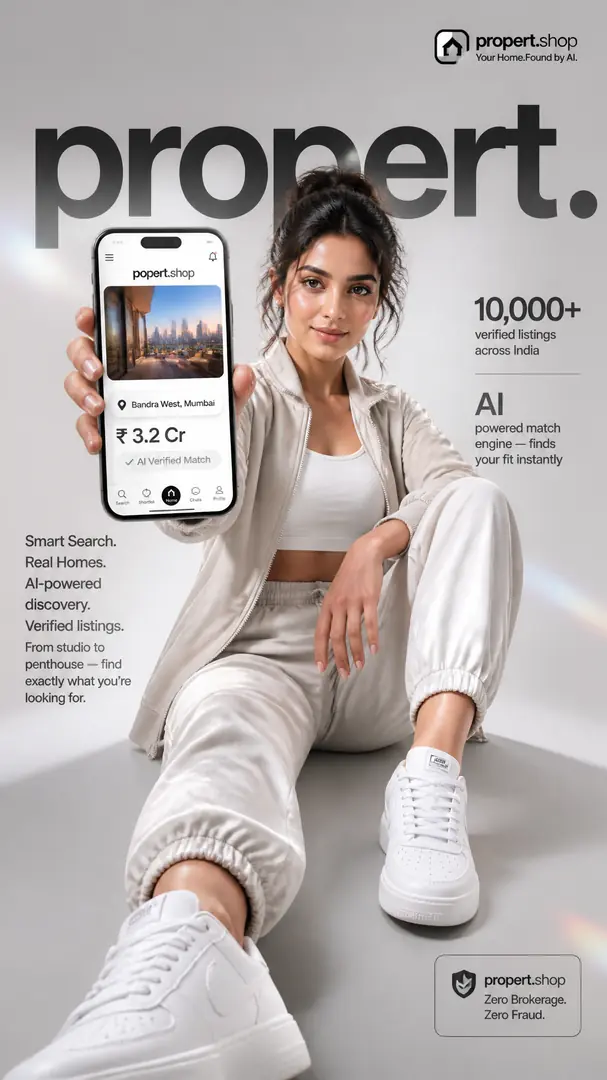 propert.shop
Your Home.Found by AI.
propert.
popert.shop
Bandra West, Mumbai
₹ 3.2 Cr
AI Verified Match
Search
Home
Chats
Profile
10,000+
verified listings
across India
AI
powered match
engine — finds
your fit instantly
Smart Search.
Real Homes.
AI-powered
discovery.
Verified listings.
From studio to
penthouse — find
exactly what you're
looking for.
propert.shop
Zero Brokerage.
Zero Fraud.